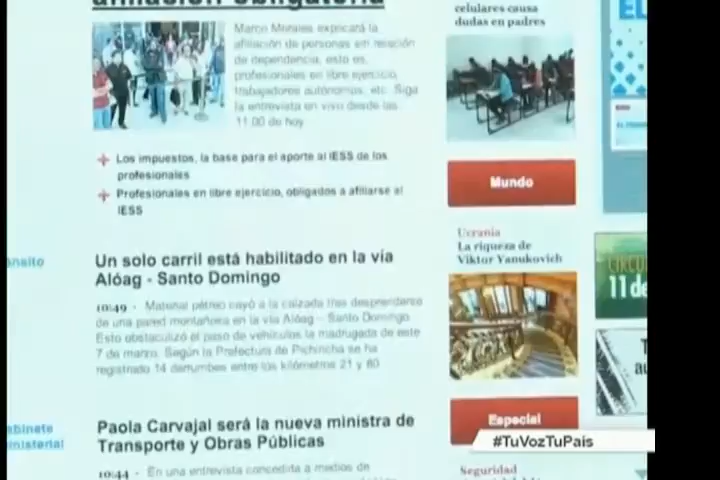 afiliación obligatoria
Marco Morales explicará la
afiliación de personas sin relación
de dependencia, esto es,
profesionales en libre ejercicio,
trabajadores autónomos, etc. Siga
la entrevista en vivo desde las
11:00 de hoy
Los impuestos, la base para el aporte al IESS de los
profesionales
Profesionales en libre ejercicio, obligados a afiliarse al
IESS
Un solo carril está habilitado en la vía
Alóag - Santo Domingo
10:49 - Material pétreo cayó a la calzada tras desprenderse
de una pared montañosa en la vía Alóag - Santo Domingo.
Esto obstaculizó el paso de vehículos la madrugada de este
7 de marzo. Según la Prefectura de Pichincha se ha
registrado 14 derrumbes entre los kilómetros 21 y 60
Paola Carvajal será la nueva ministra de
Transporte y Obras Públicas
10:44 - En una entrevista concedida a medios de
celulares causa
dudas en padres
Mundo
Ucrania
La riqueza de
Viktor Yanukovich
Especial
#TuVozTuPaís
Seguridad
EL
11 de